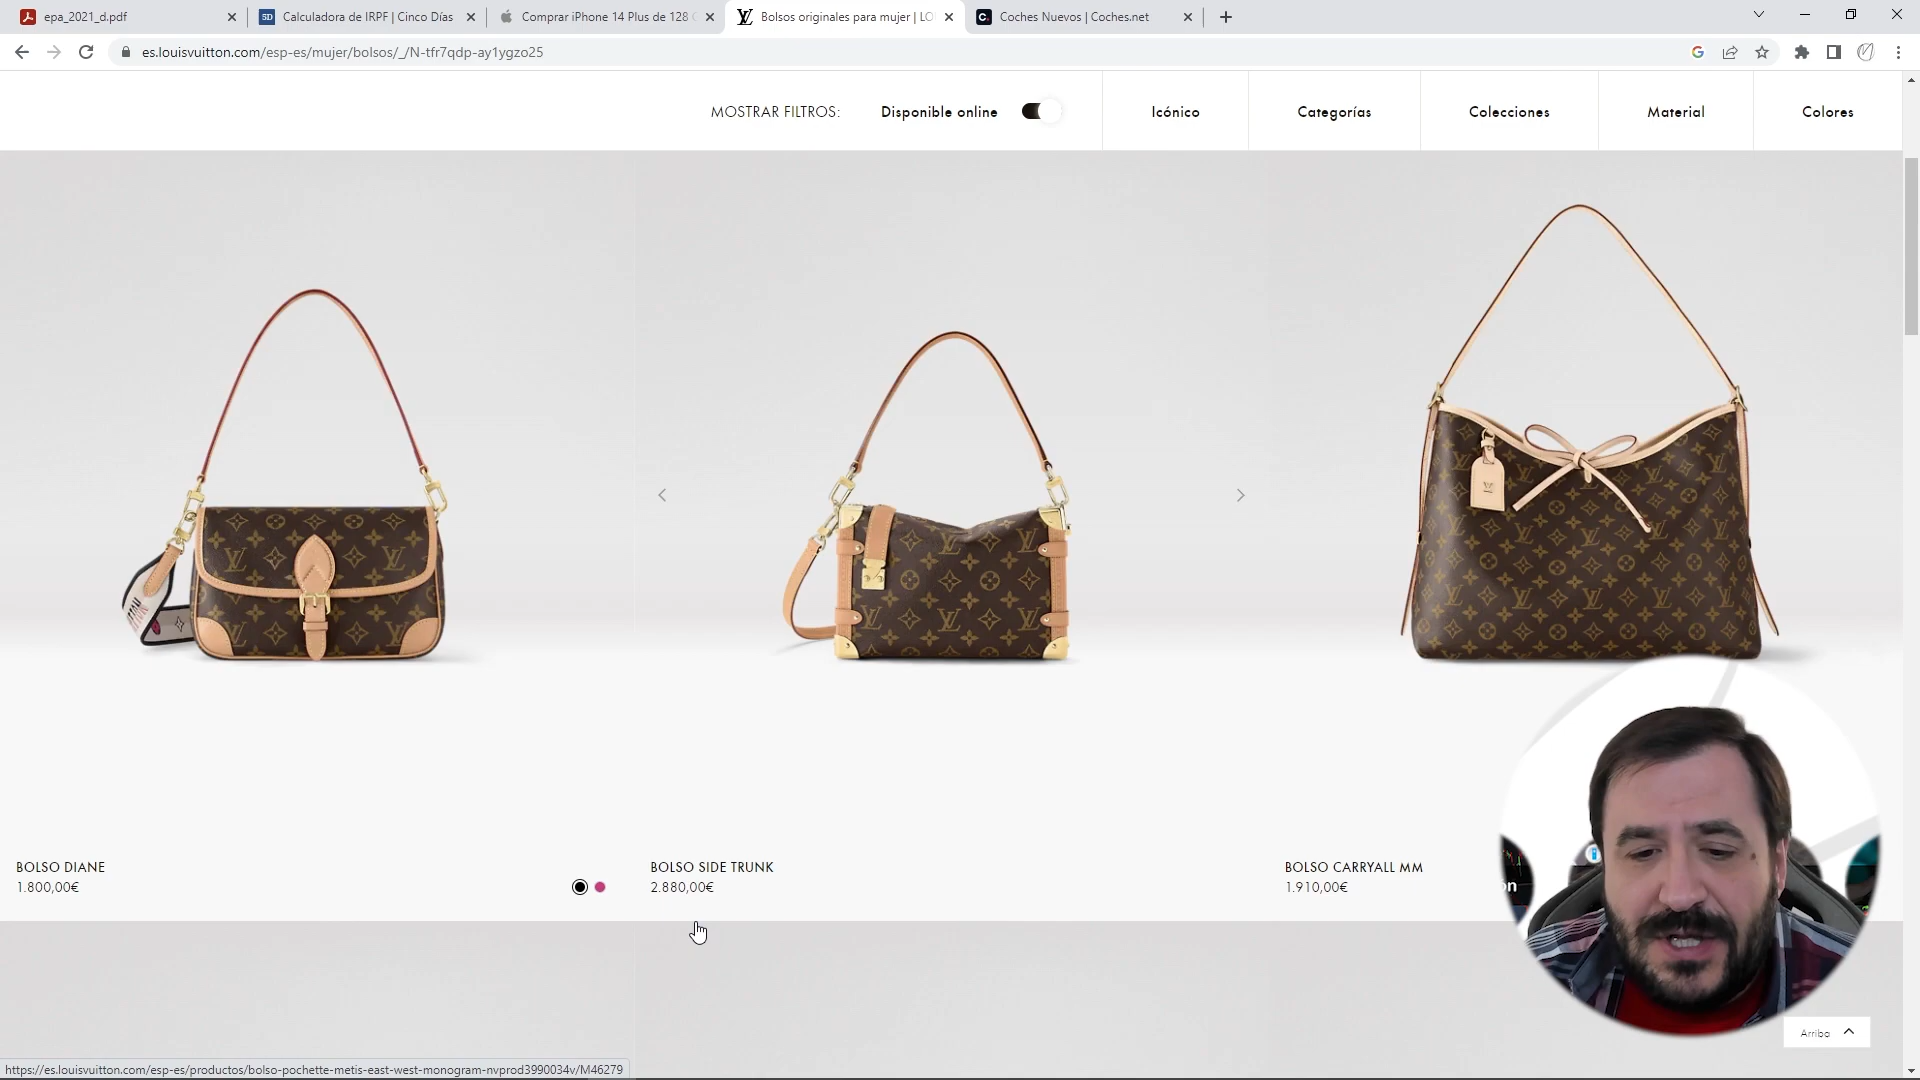 epa_2021_d.pdf
Calculadora de IRPF | Cinco Días
Comprar iPhone 14 Plus de 128
Bolsos originales para mujer | LO
Coches Nuevos | Coches.net
es.louisvuitton.com/esp-es/mujer/bolsos/_/N-tfr7qdp-ay1ygzo25
MOSTRAR FILTROS:
Disponible online
Icónico
Categorías
Colecciones
Material
Colores
BOLSO DIANE
1.800,00€
BOLSO SIDE TRUNK
2.880,00€
BOLSO CARRYALL MM
1.910,00€
Arriba
https://es.louisvuitton.com/esp-es/productos/bolso-pochette-metis-east-west-monogram-nvprod3990034v/M46279